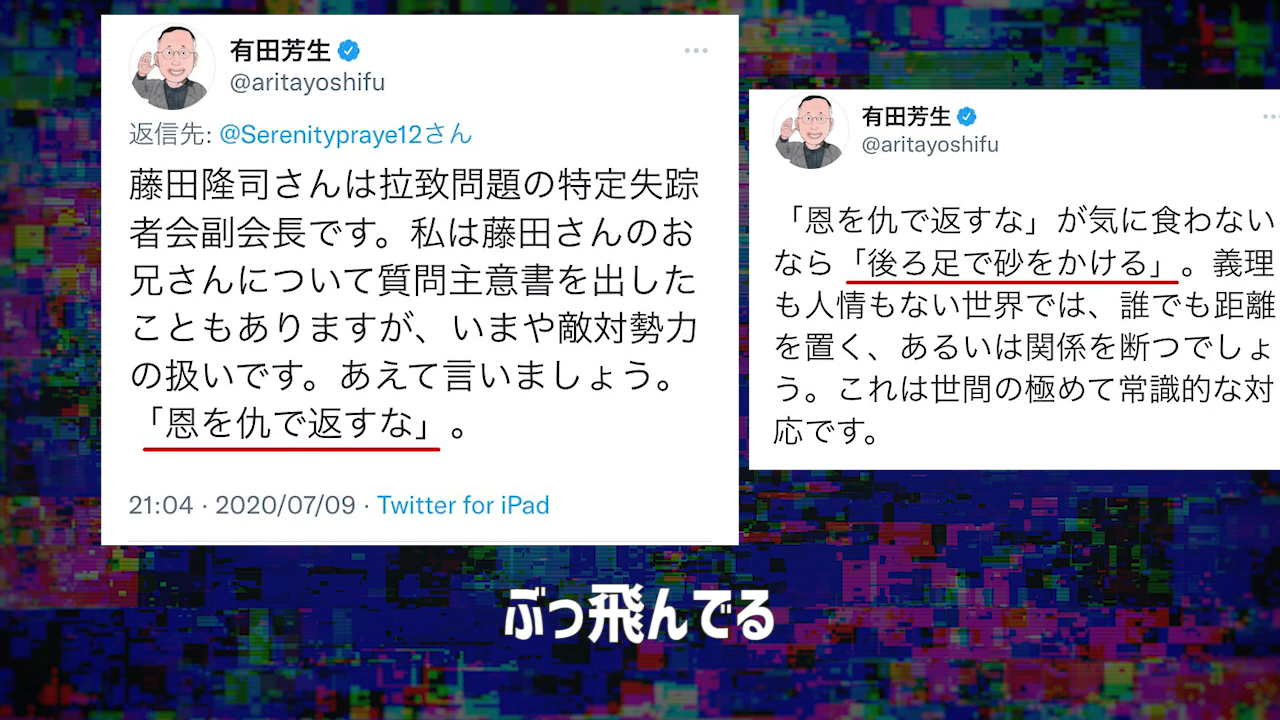 有田芳生
@aritayoshifu
返信先: @Serenitypraye12さん
藤田隆司さんは拉致問題の特定失踪
者会副会長です。私は藤田さんのお
兄さんについて質問主意書を出した
こともありますが、いまや敵対勢力
の扱いです。あえて言いましょう。
「恩を仇で返すな」。
21:04 · 2020/07/09 · Twitter for iPad
有田芳生
@aritayoshifu
「恩を仇で返すな」が気に食わない
なら「後ろ足で砂をかける」。義理
も人情もない世界では、誰でも距離
を置く、あるいは関係を断つでしょ
う。これは世間の極めて常識的な対
応です。
ぶっ飛んでる